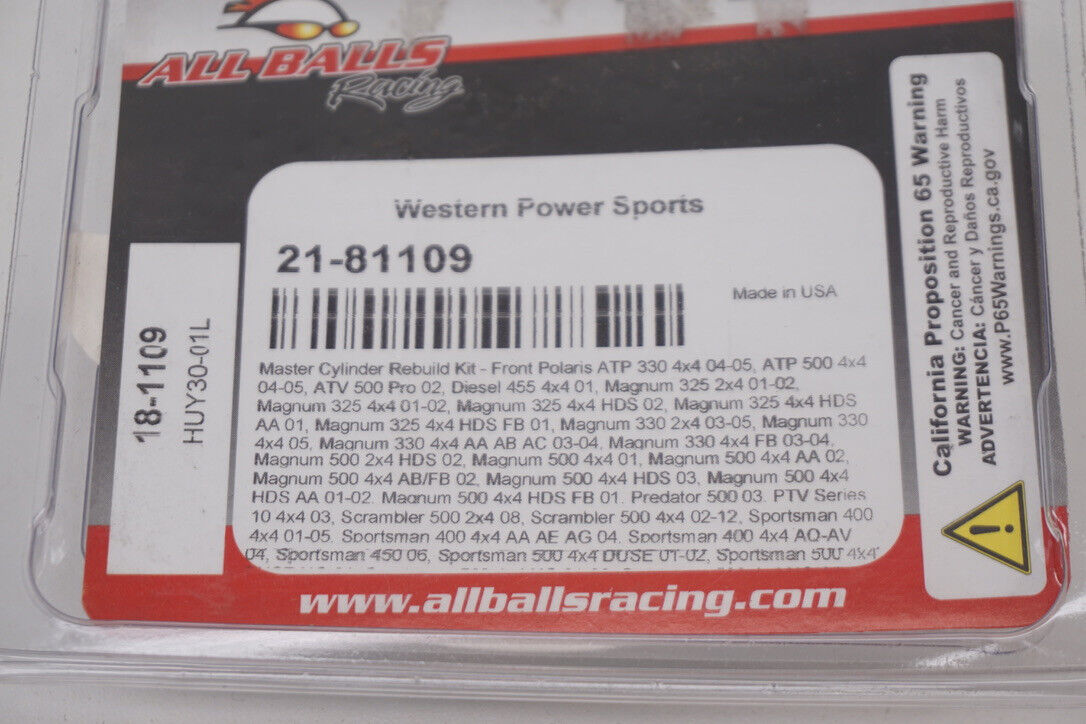 ALL BALLS
Racing
Western Power Sports
21-81109
Made in USA
Master Cylinder Rebuild Kit - Front Polaris ATP 330 4x4 04-05, ATP 500 4x4
04-05, ATV 500 Pro 02, Diesel 455 4x4 01, Magnum 325 2x4 01-02,
Magnum 325 4x4 01-02, Magnum 325 4x4 HDS 02, Magnum 325 4x4 HDS
AA 01, Magnum 325 4x4 HDS FB 01, Magnum 330 2x4 03-05, Magnum 330
4x4 05, Magnum 330 4x4 AA AB AC 03-04, Magnum 330 4x4 FB 03-04,
Magnum 500 2x4 HDS 02, Magnum 500 4x4 01, Magnum 500 4x4 AA 02,
Magnum 500 4x4 AB/FB 02, Magnum 500 4x4 HDS 03, Magnum 500 4x4
HDS AA 01-02, Magnum 500 4x4 HDS FB 01, Predator 500 03, PTV Series
10 4x4 03, Scrambler 500 2x4 08, Scrambler 500 4x4 02-12, Sportsman 400
4x4 01-05, Sportsman 400 4x4 AA AE AG 04, Sportsman 400 4x4 AQ-AV
04, Sportsman 450 06, Sportsman 500 4x4 DUSE 01-02, Sportsman 500 4x4
18-1109
HUY30-01L
California Proposition 65 Warning
WARNING: Cancer and Reproductive Harm
ADVERTENCIA: Cáncer y Daños Reproductivos
www.P65Warnings.ca.gov
www.allballsracing.com